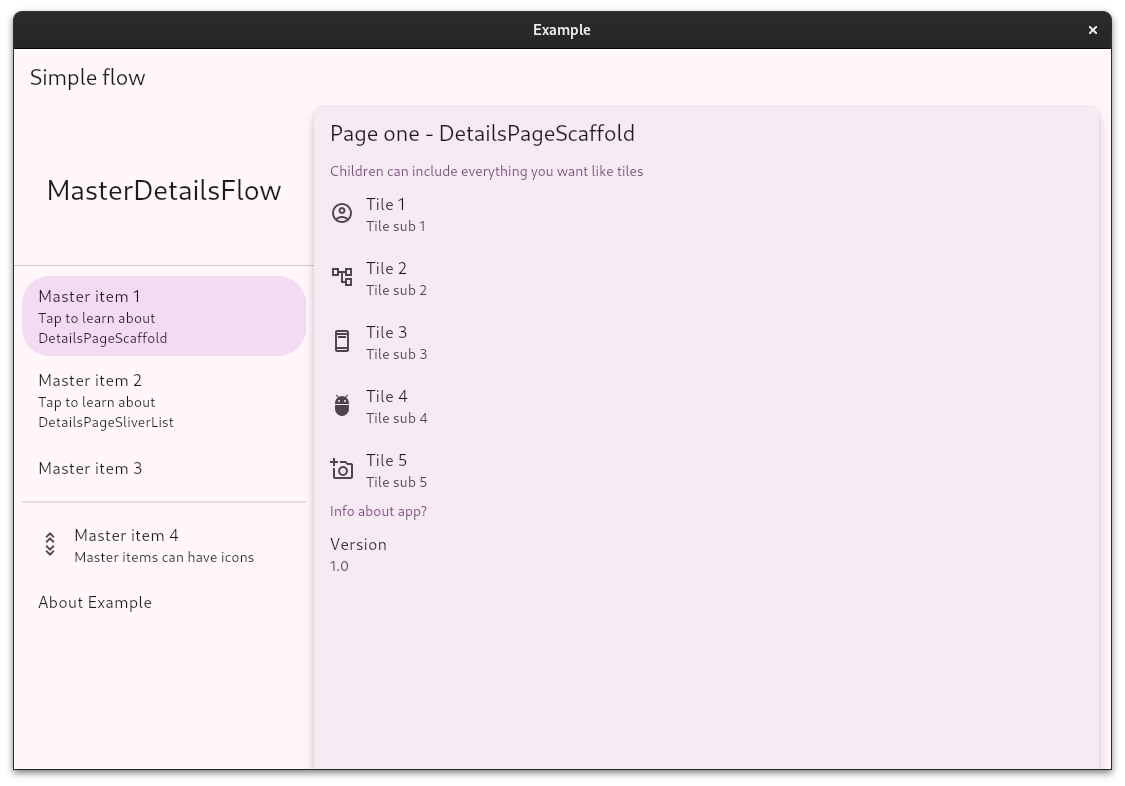 Example
Simple flow
MasterDetailsFlow
Master item 1
Tap to learn about
DetailsPageScaffold
Master item 2
Tap to learn about
DetailsPageSliverList
Master item 3
Master item 4
Master items can have icons
About Example
Page one - DetailsPageScaffold
Children can include everything you want like tiles
Tile 1
Tile sub 1
Tile 2
Tile sub 2
Tile 3
Tile sub 3
Tile 4
Tile sub 4
Tile 5
Tile sub 5
Info about app?
Version
1.0